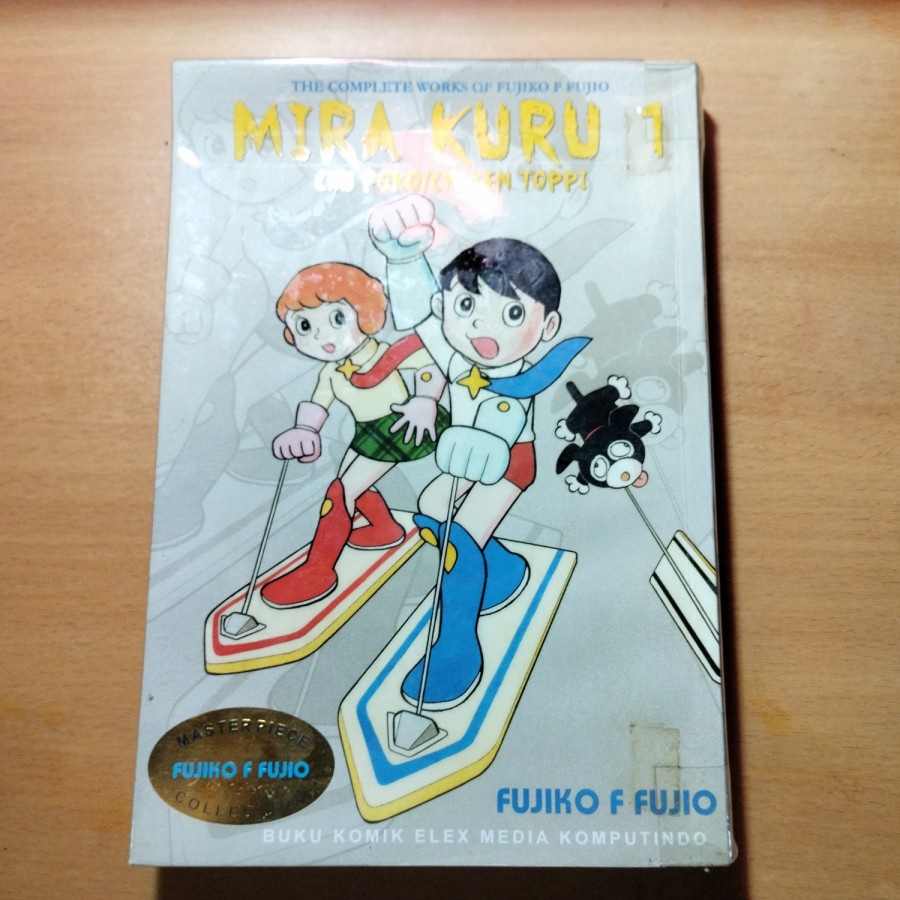 THE COMPLETE WORKS OF FUJIKO F FUJIO
MIRA KURU 1
TOPPI
MASTERPIECE
FUJIKO F FUJIO
FUJIKO F FUJIO
BUKU KOMIK ELEX MEDIA KOMPUTINDO